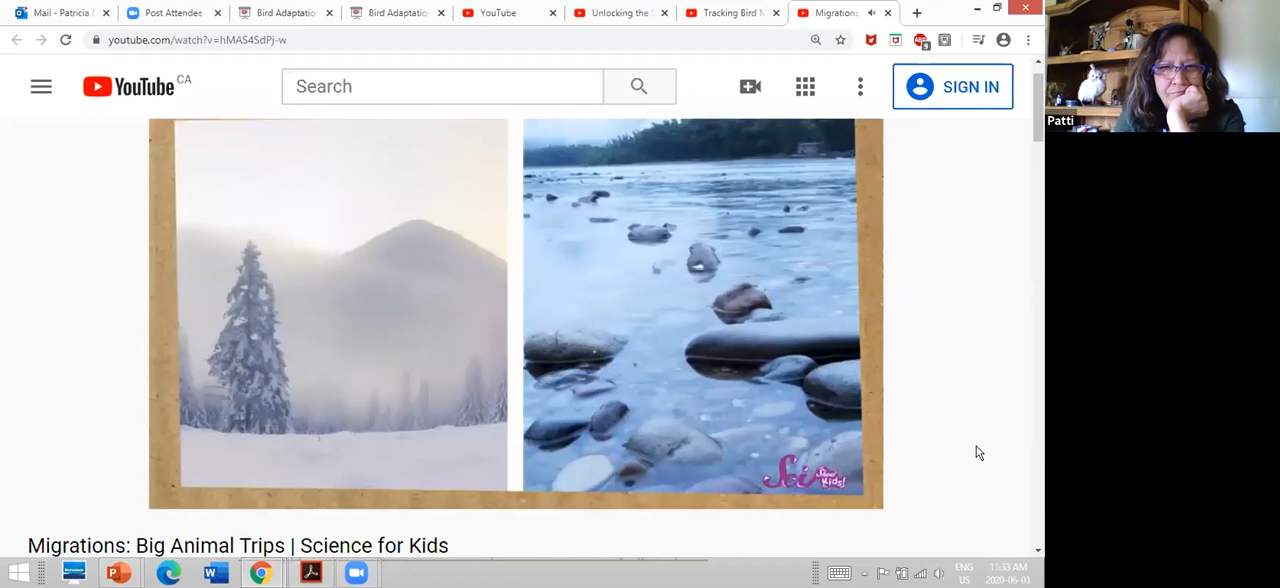 Mail - Patricia M
Post Attendee
Bird Adaptatio
Bird Adaptatio
YouTube
Unlocking the S
Tracking Bird M
Migrations
youtube.com/watch?v=hMAS4SdPj-w
YouTube CA
Search
SIGN IN
Patti
Sci Show Kids!
Migrations: Big Animal Trips | Science for Kids
ENG
US
11:33 AM
2020-06-03